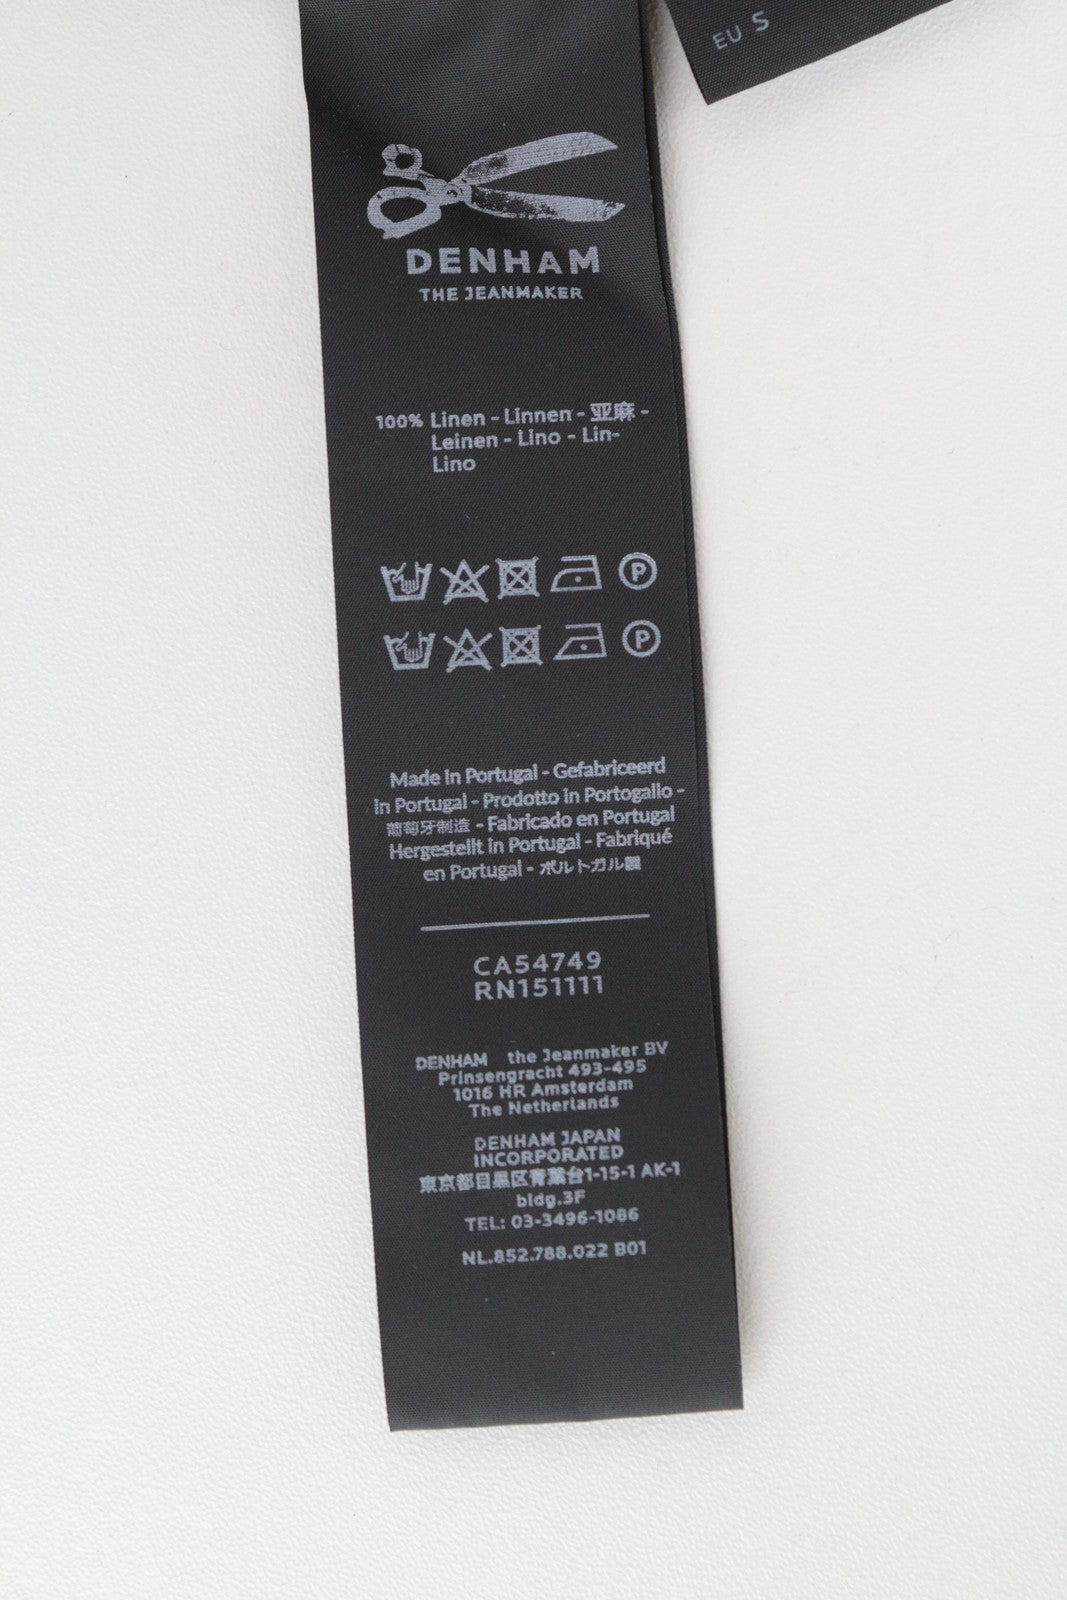 EU S
DENHAM
THE JEANMAKER
100% Linen - Linnen - 亚麻 -
Leinen - Lino - Lin-
Lino
P
P
Made in Portugal - Gefabriceerd
in Portugal - Prodotto in Portogallo -
葡萄牙制造 - Fabricado en Portugal
Hergestellt in Portugal - Fabriqué
en Portugal - ポルトガル製
CA54749
RN151111
DENHAM the Jeanmaker BV
Prinsengracht 493-495
1016 HR Amsterdam
The Netherlands
DENHAM JAPAN
INCORPORATED
東京都目黒区青葉台1-15-1 AK-1
bldg.3F
TEL: 03-3496-1086
NL.852.788.022 B01